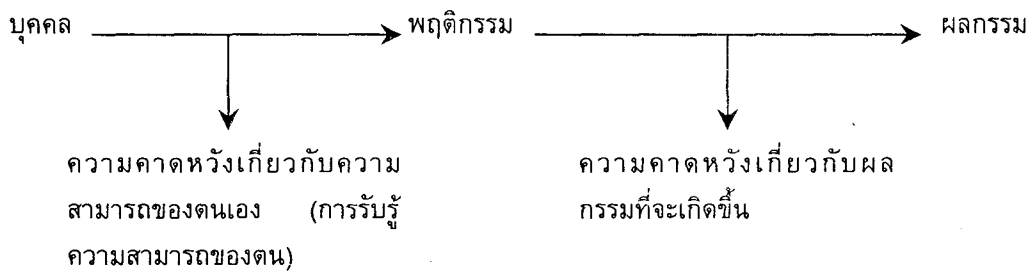 บุคคล พฤติกรรม ผลกรรม
ความคาดหวังเกี่ยวกับความ
สามารถของตนเอง (การรับรู้
ความสามารถของตน)
ความคาดหวังเกี่ยวกับผล
กรรมที่จะเกิดขึ้น